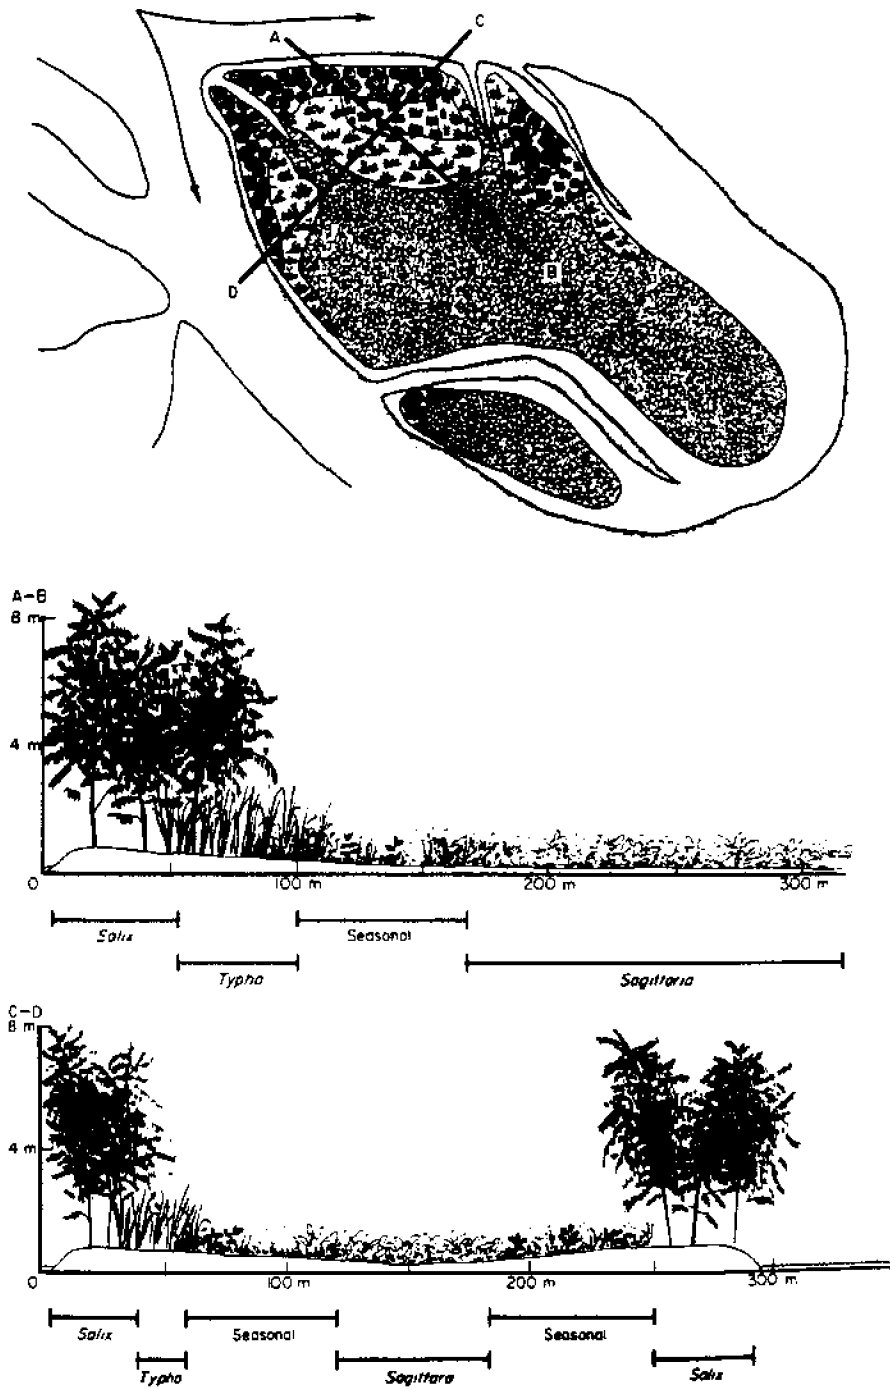 A C
D
A-B
8 m
4 m
0 100 m 200 m 300 m
Salix Seasonal
Typha Sagittaria
C-D
8 m
4 m
0 100 m 200 m 300 m
Salix Seasonal Seasonal
Typha Sagittara Salix